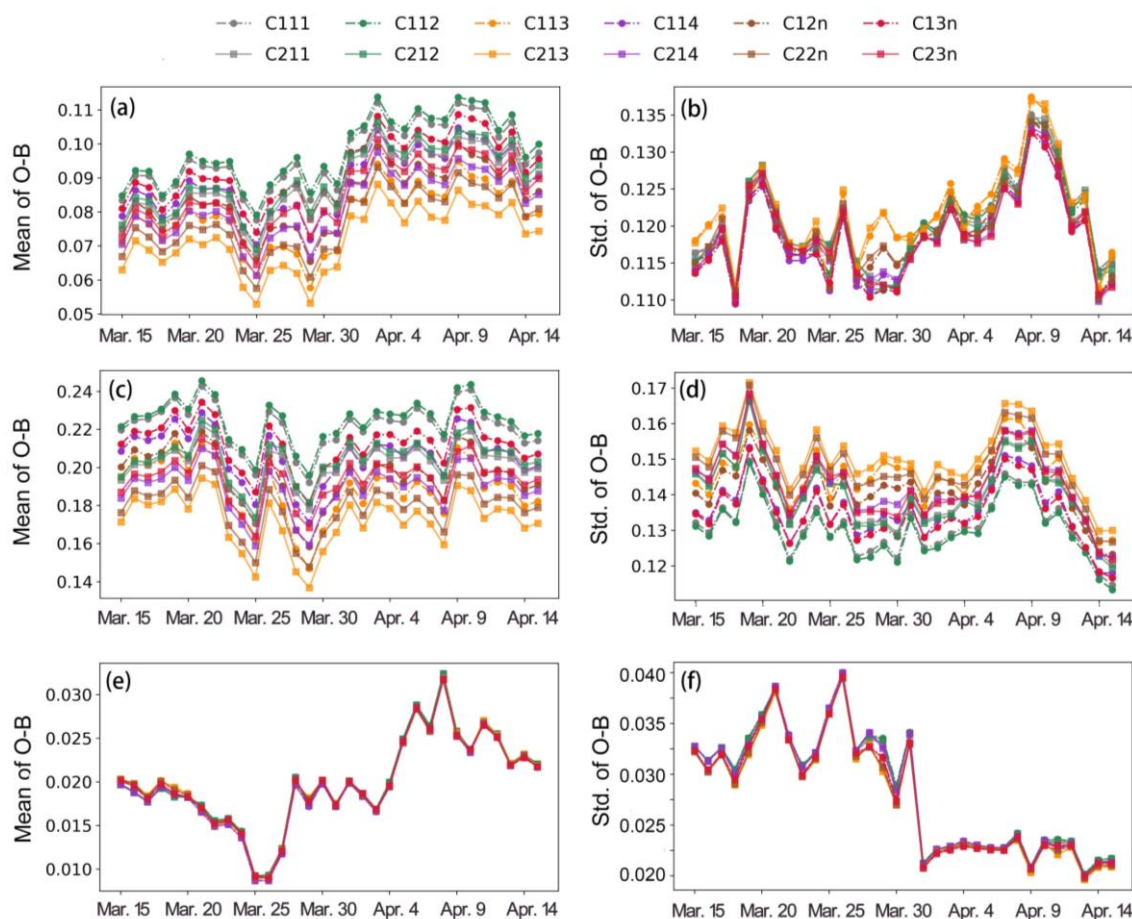 C111 C112 C113 C114 C12n C13n
C211 C212 C213 C214 C22n C23n
(a)
Mean of O-B
0.11
0.10
0.09
0.08
0.07
0.06
0.05
Mar. 15 Mar. 20 Mar. 25 Mar. 30 Apr. 4 Apr. 9 Apr. 14
(b)
Std. of O-B
0.135
0.130
0.125
0.120
0.115
0.110
Mar. 15 Mar. 20 Mar. 25 Mar. 30 Apr. 4 Apr. 9 Apr. 14
(c)
Mean of O-B
0.24
0.22
0.20
0.18
0.16
0.14
Mar. 15 Mar. 20 Mar. 25 Mar. 30 Apr. 4 Apr. 9 Apr. 14
(d)
Std. of O-B
0.17
0.16
0.15
0.14
0.13
0.12
Mar. 15 Mar. 20 Mar. 25 Mar. 30 Apr. 4 Apr. 9 Apr. 14
(e)
Mean of O-B
0.030
0.025
0.020
0.015
0.010
Mar. 15 Mar. 20 Mar. 25 Mar. 30 Apr. 4 Apr. 9 Apr. 14
(f)
Std. of O-B
0.040
0.035
0.030
0.025
0.020
Mar. 15 Mar. 20 Mar. 25 Mar. 30 Apr. 4 Apr. 9 Apr. 14